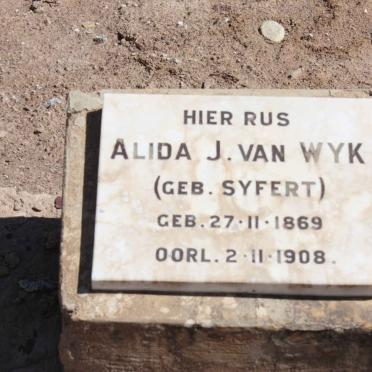 HIER RUS
ALIDA J. VAN WYK
(GEB. SYFERT)
GEB. 27·11·1869
OORL. 2·11·1908.